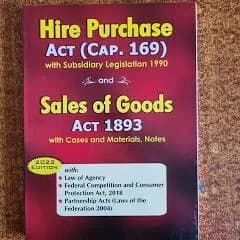 Hire Purchase
ACT (CAP. 169)
with Subsidiary Legislation 1990
and
Sales of Goods
ACT 1893
with Cases and Materials, Notes
2022
EDITION
with:
• Law of Agency
• Federal Competition and Consumer
Protection Act, 2018
• Partnership Acts (Laws of the
Federation 2004)